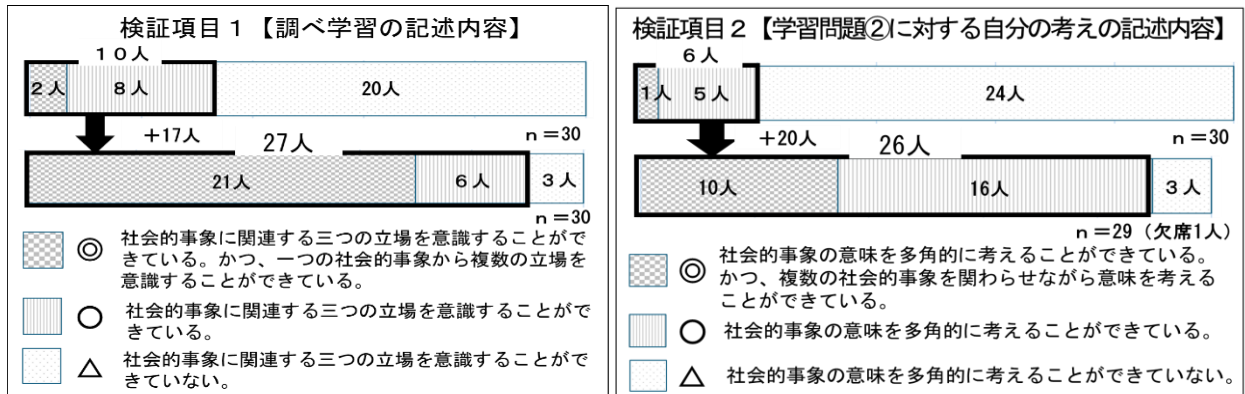 検証項目1【調べ学習の記述内容】
10人
2人 8人 20人
+17人 27人 n=30
21人 6人 3人
n=30
◎ 社会的事象に関連する三つの立場を意識することがで
きている。かつ、一つの社会的事象から複数の立場を
意識することができている。
○ 社会的事象に関連する三つの立場を意識することがで
きている。
△ 社会的事象に関連する三つの立場を意識することがで
きていない。
検証項目2【学習問題②に対する自分の考えの記述内容】
6人
1人 5人 24人
+20人 26人 n=30
10人 16人 3人
n=29(欠席1人)
◎ 社会的事象の意味を多角的に考えることができている。
かつ、複数の社会的事象を関わらせながら意味を考える
ことができている。
○ 社会的事象の意味を多角的に考えることができている。
△ 社会的事象の意味を多角的に考えることができていない。